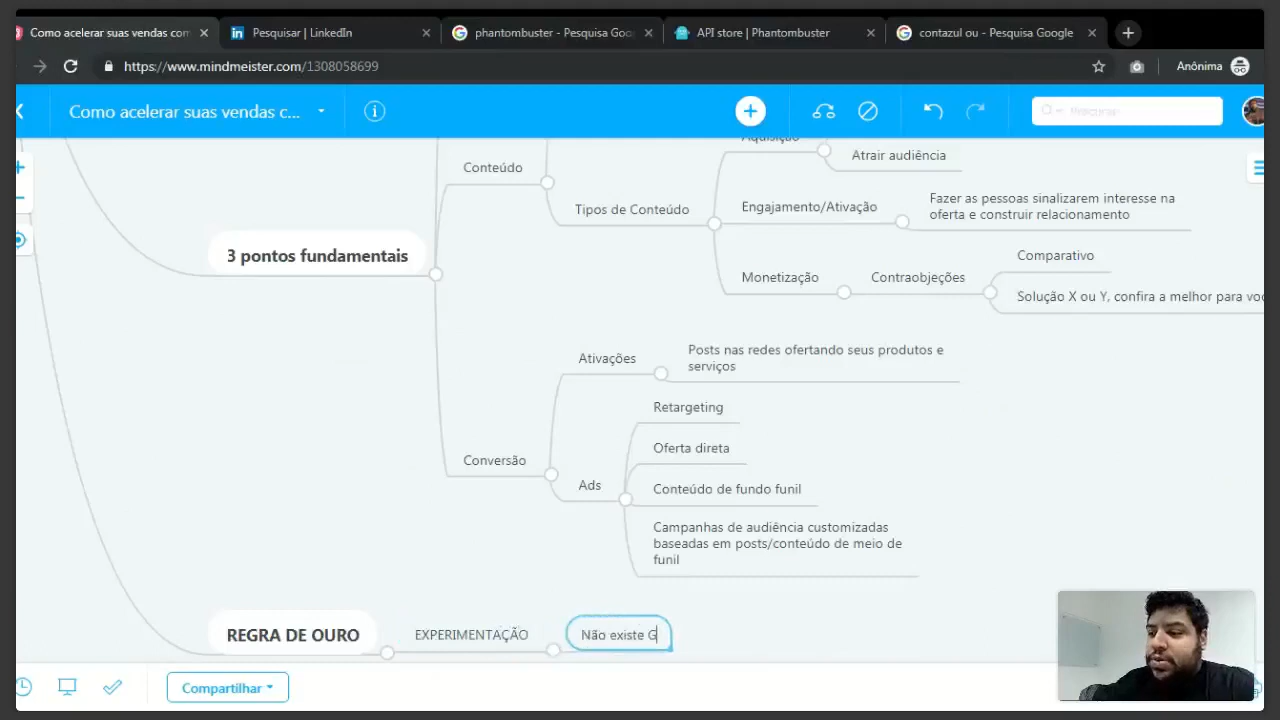 Como acelerar suas vendas com
Pesquisar | LinkedIn
phantombuster - Pesquisa Goo
API store | Phantombuster
contazul ou - Pesquisa Google
https://www.mindmeister.com/1308058699
Anônima
Como acelerar suas vendas c...
Procurar
Aquisição
Atrair audiência
Conteúdo
Tipos de Conteúdo
Engajamento/Ativação
Fazer as pessoas sinalizarem interesse na
oferta e construir relacionamento
3 pontos fundamentais
Monetização
Contraobjeções
Comparativo
Solução X ou Y, confira a melhor para voc
Ativações
Posts nas redes ofertando seus produtos e
serviços
Retargeting
Oferta direta
Conversão
Ads
Conteúdo de fundo funil
Campanhas de audiência customizadas
baseadas em posts/conteúdo de meio de
funil
REGRA DE OURO
EXPERIMENTAÇÃO
Não existe G
Compartilhar